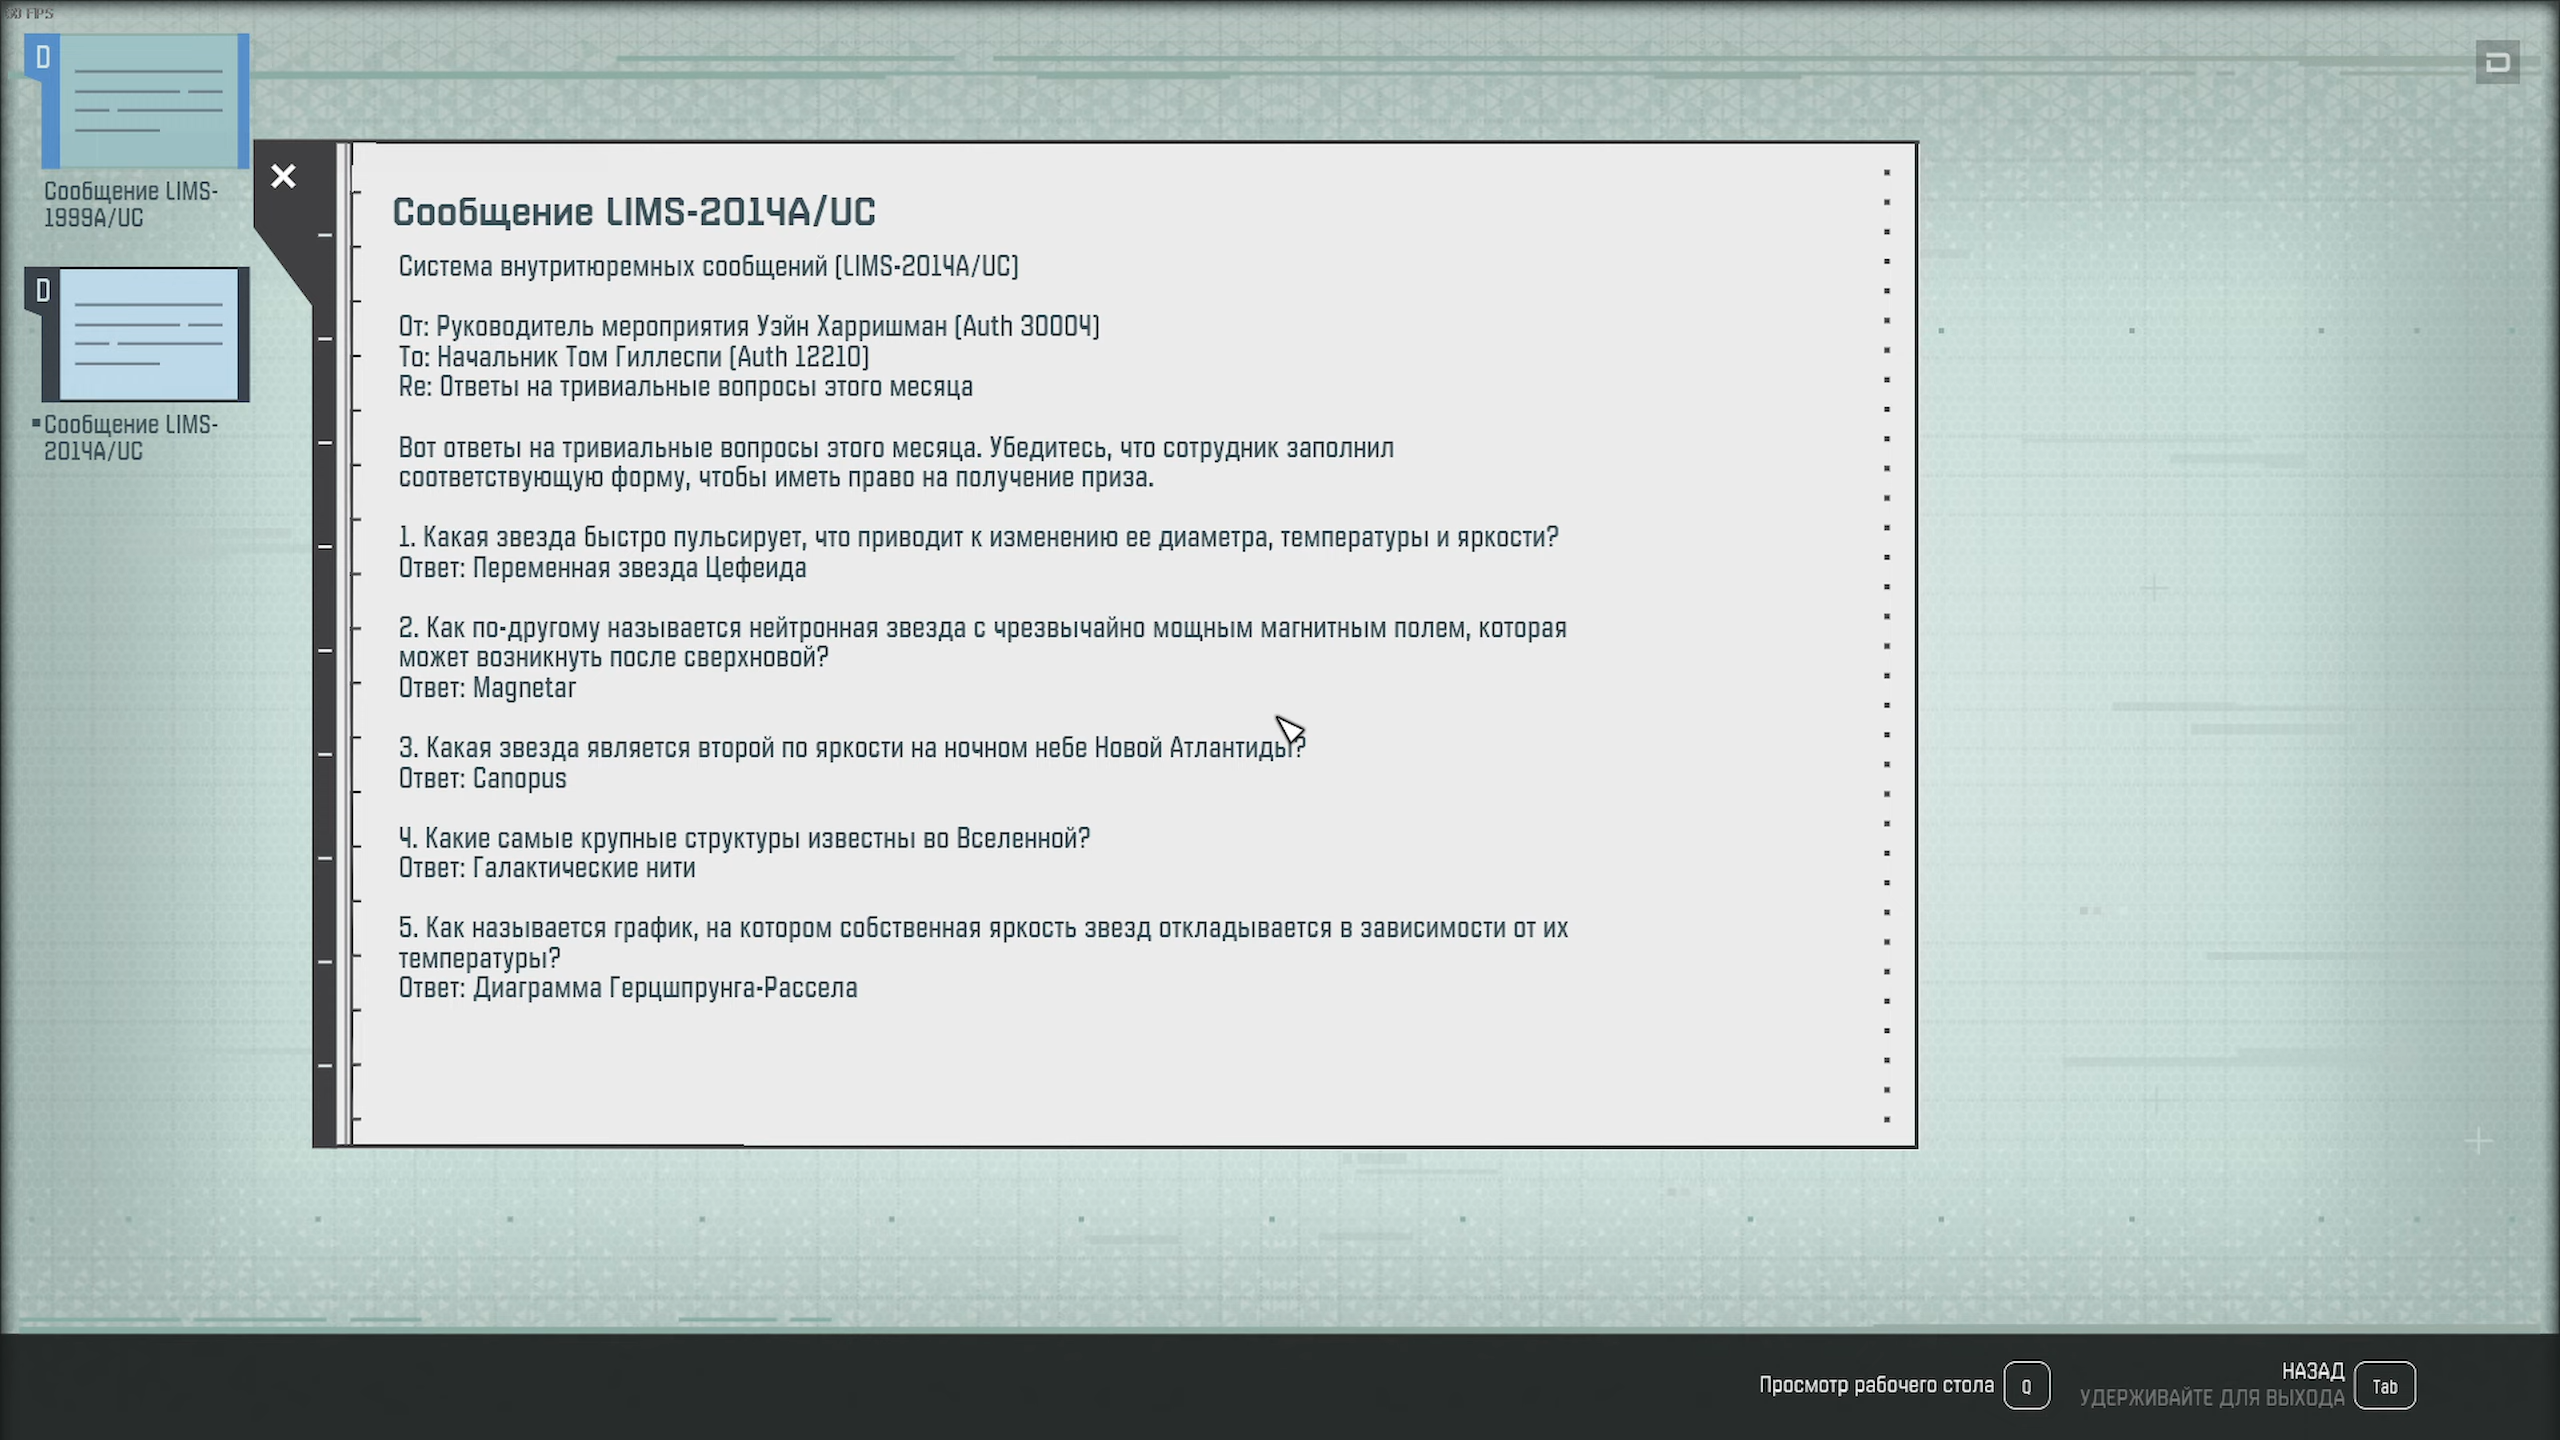 60 FPS
D
Сообщение LIMS-
1999A/UC
D
Сообщение LIMS-
2014A/UC
Сообщение LIMS-2014A/UC
Система внутритюремных сообщений (LIMS-2014A/UC)
От: Руководитель мероприятия Уэйн Харришман (Auth 30004)
To: Начальник Том Гиллеспи (Auth 12210)
Re: Ответы на тривиальные вопросы этого месяца
Вот ответы на тривиальные вопросы этого месяца. Убедитесь, что сотрудник заполнил
соответствующую форму, чтобы иметь право на получение приза.
1. Какая звезда быстро пульсирует, что приводит к изменению ее диаметра, температуры и яркости?
Ответ: Переменная звезда Цефеида
2. Как по-другому называется нейтронная звезда с чрезвычайно мощным магнитным полем, которая
может возникнуть после сверхновой?
Ответ: Magnetar
3. Какая звезда является второй по яркости на ночном небе Новой Атлантиды?
Ответ: Canopus
4. Какие самые крупные структуры известны во Вселенной?
Ответ: Галактические нити
5. Как называется график, на котором собственная яркость звезд откладывается в зависимости от их
температуры?
Ответ: Диаграмма Герцшпрунга-Рассела
Просмотр рабочего стола Q
НАЗАД
УДЕРЖИВАЙТЕ ДЛЯ ВЫХОДА
Tab